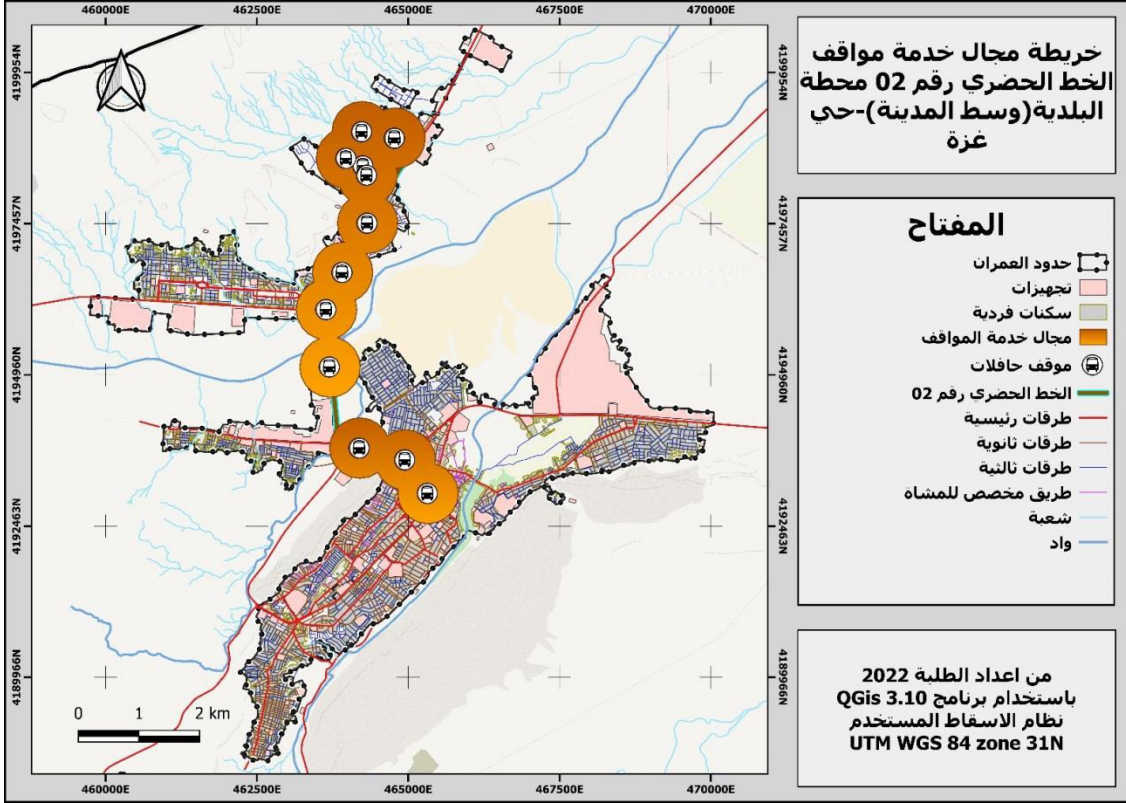 460000E 462500E 465000E 467500E 470000E
4199954N
4197457N
4194960N
4192463N
4189966N
4199954N
4197457N
4194960N
4192463N
4189966N
0 1 2 km
460000E 462500E 465000E 467500E 470000E
خريطة مجال خدمة مواقف
الخط الحضري رقم 02 محطة
البلدية(وسط المدينة)-حي
غزة
المفتاح
حدود العمران
تجهيزات
سكنات فردية
مجال خدمة المواقف
موقف حافلات
الخط الحضري رقم 02
طرقات رئيسية
طرقات ثانوية
طرقات ثالثية
طريق مخصص للمشاة
شعبة
واد
من اعداد الطلبة 2022
باستخدام برنامج QGis 3.10
نظام الاسقاط المستخدم
UTM WGS 84 zone 31N